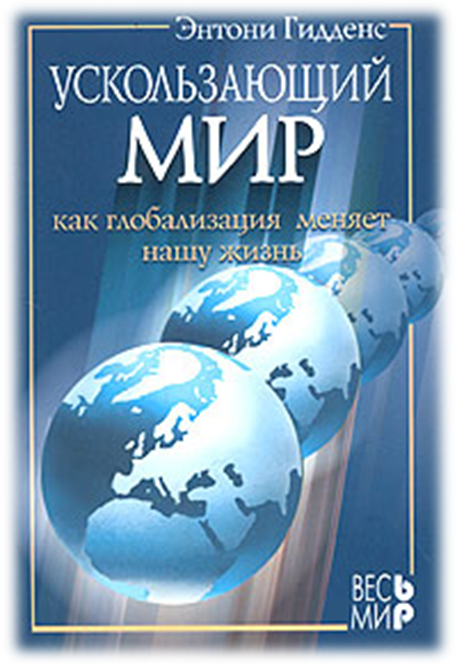 Энтони Гидденс
УСКОЛЬЗАЮЩИЙ
МИР
как глобализация меняет
нашу жизнь
ВЕСЬ
МИР